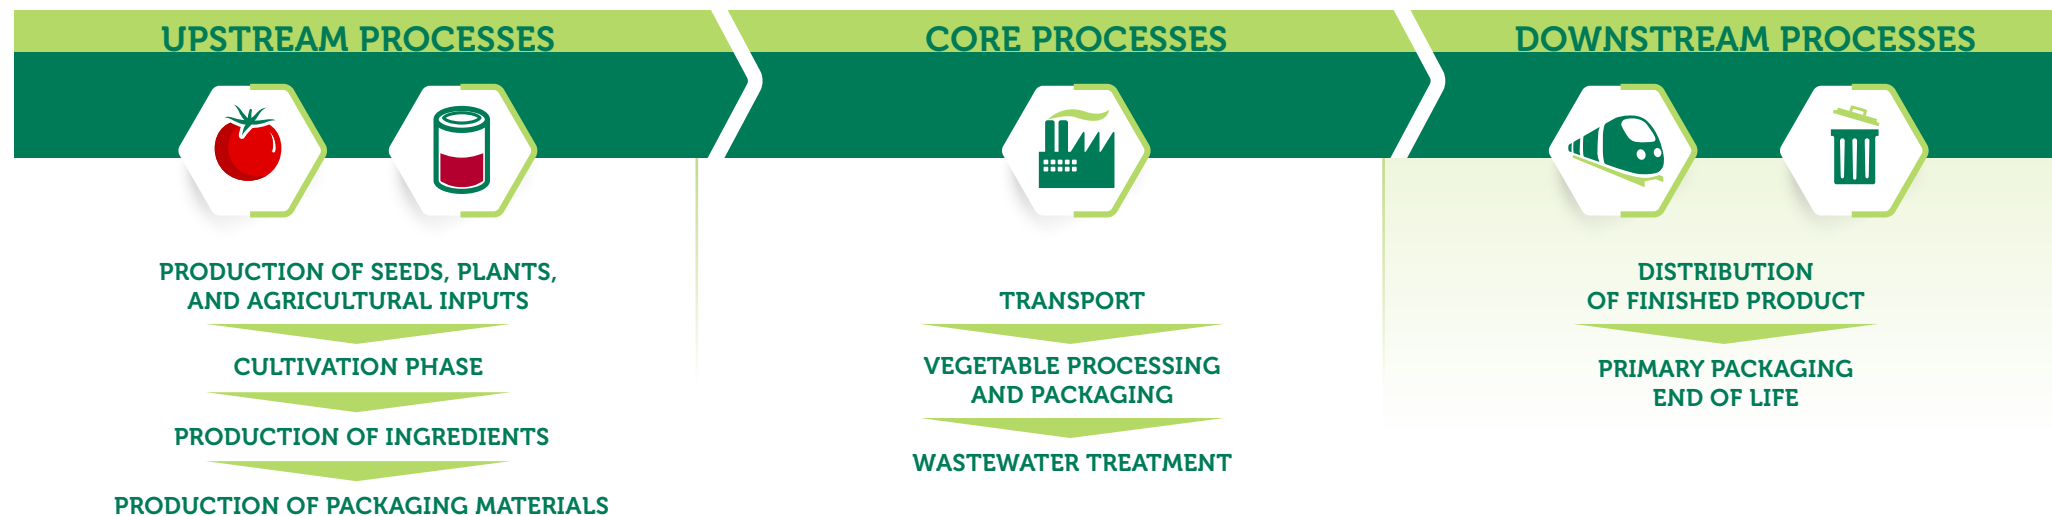 UPSTREAM PROCESSES
PRODUCTION OF SEEDS, PLANTS,
AND AGRICULTURAL INPUTS
CULTIVATION PHASE
PRODUCTION OF INGREDIENTS
PRODUCTION OF PACKAGING MATERIALS
CORE PROCESSES
TRANSPORT
VEGETABLE PROCESSING
AND PACKAGING
WASTEWATER TREATMENT
DOWNSTREAM PROCESSES
DISTRIBUTION
OF FINISHED PRODUCT
PRIMARY PACKAGING
END OF LIFE